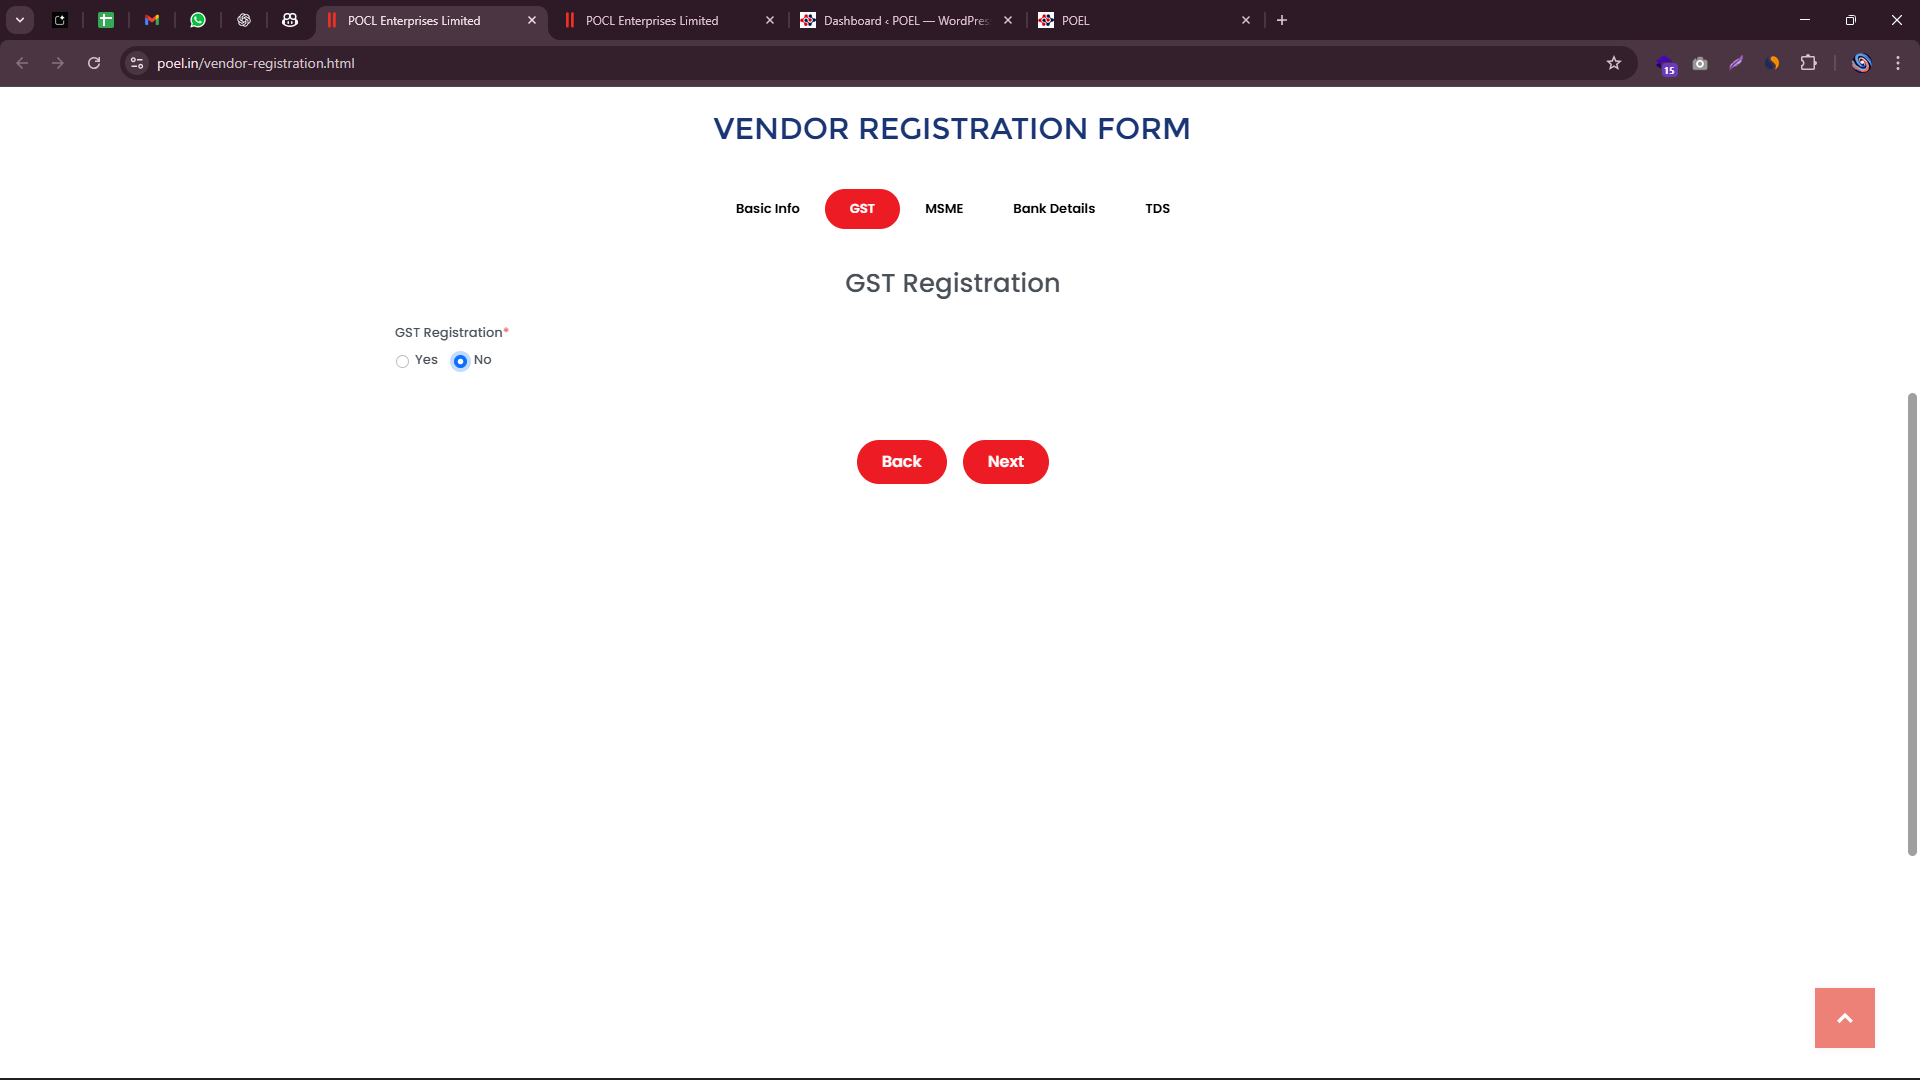 POCL Enterprises Limited
POCL Enterprises Limited
Dashboard ‹ POEL — WordPres
POEL
poel.in/vendor-registration.html
15
VENDOR REGISTRATION FORM
Basic Info
GST
MSME
Bank Details
TDS
GST Registration
GST Registration*
Yes
No
Back
Next